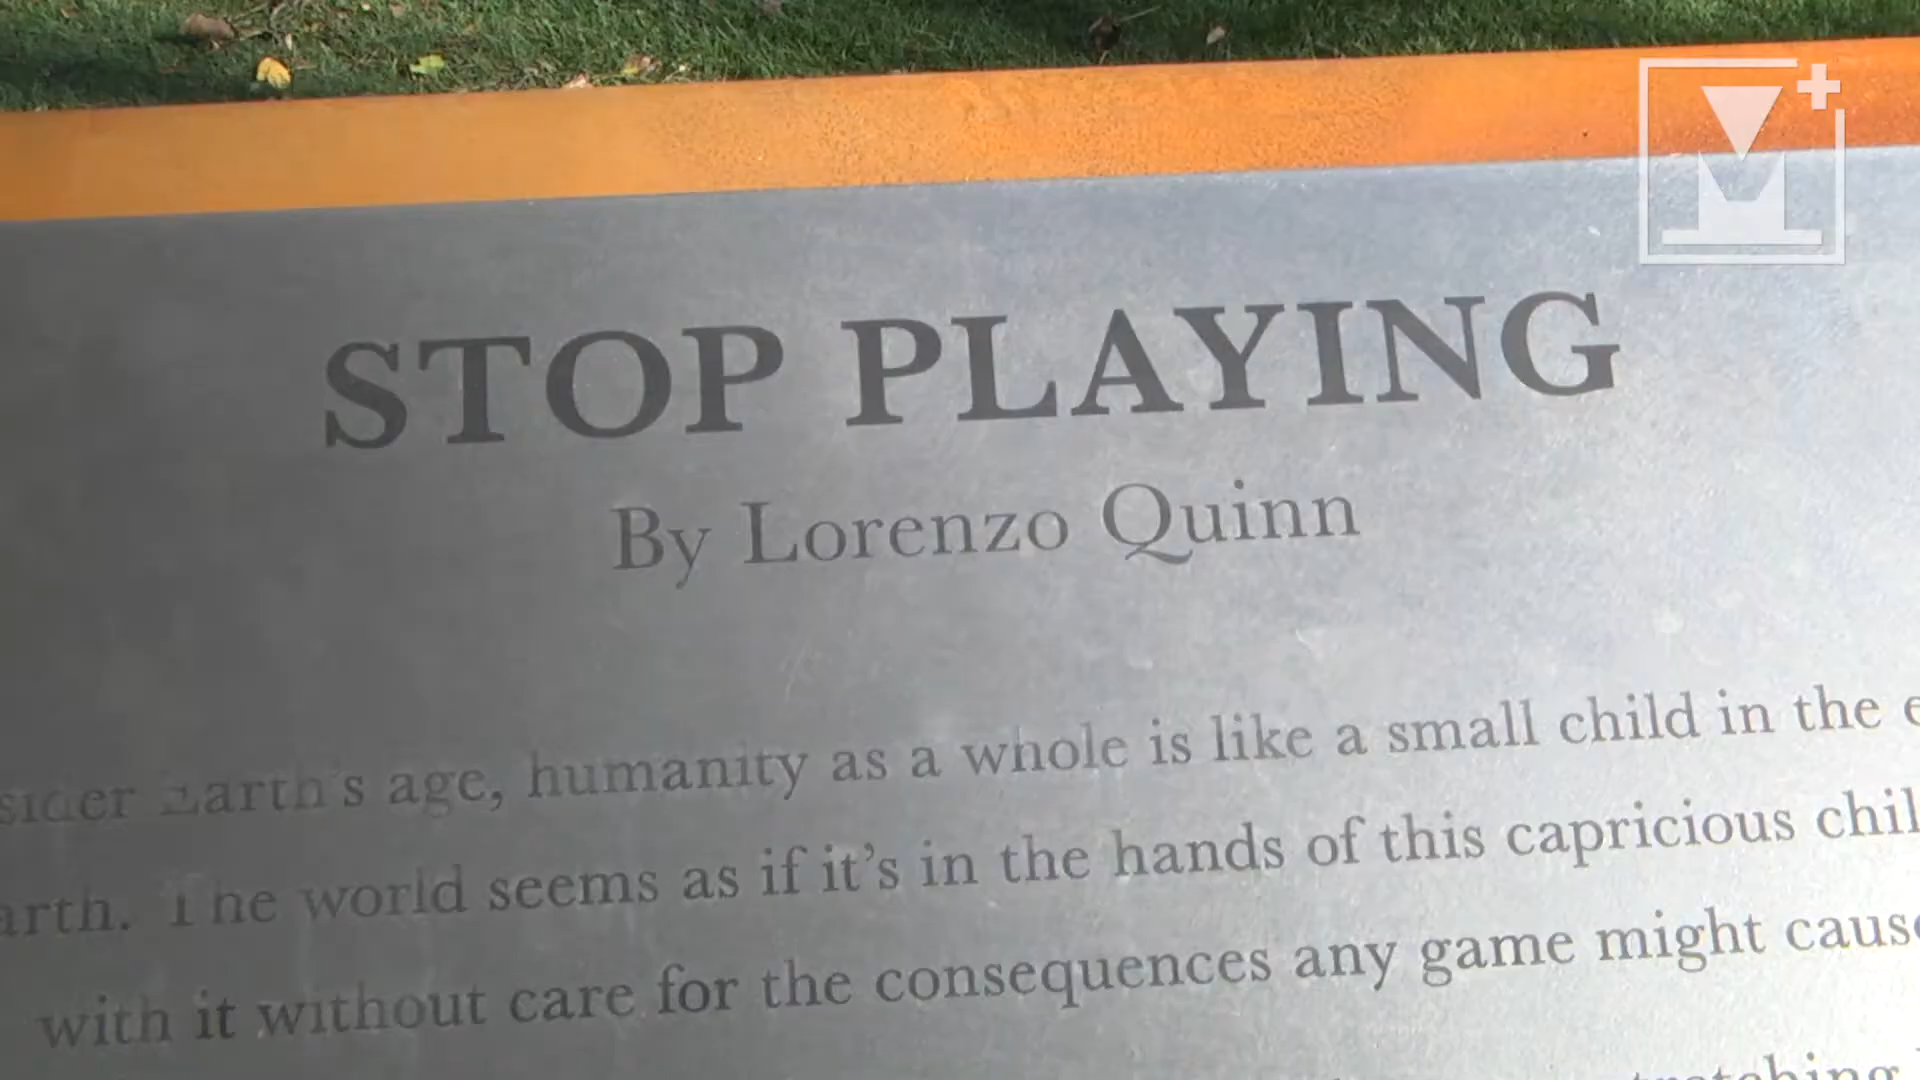 STOP PLAYING
By Lorenzo Quinn
Earth's age, humanity as a whole is like a small child in the
The world seems as if it's in the hands of this capricious
with it without care for the consequences any game might